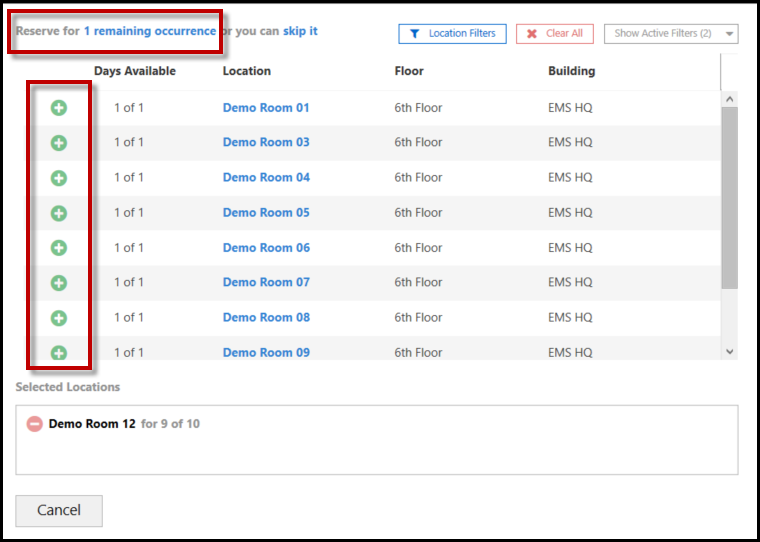 Reserve for 1 remaining occurrence or you can skip it
Location Filters
Clear All
Show Active Filters (2)
Days Available Location Floor Building
1 of 1 Demo Room 01 6th Floor EMS HQ
1 of 1 Demo Room 03 6th Floor EMS HQ
1 of 1 Demo Room 04 6th Floor EMS HQ
1 of 1 Demo Room 05 6th Floor EMS HQ
1 of 1 Demo Room 06 6th Floor EMS HQ
1 of 1 Demo Room 07 6th Floor EMS HQ
1 of 1 Demo Room 08 6th Floor EMS HQ
1 of 1 Demo Room 09 6th Floor EMS HQ
Selected Locations
Demo Room 12 for 9 of 10
Cancel